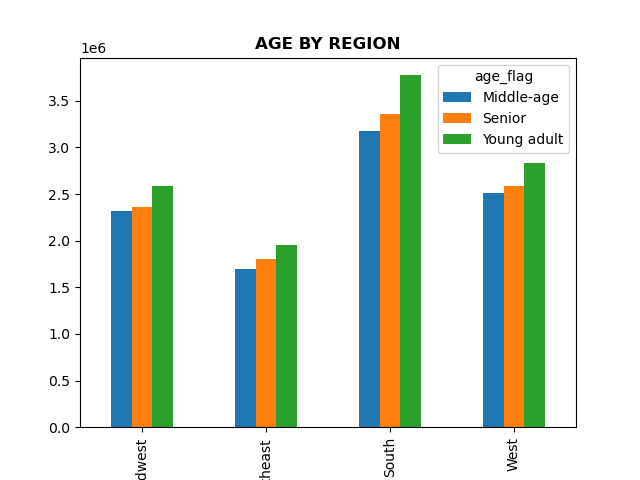 AGE BY REGION
1e6
age_flag
Middle-age
Senior
Young adult
3.5
3.0
2.5
2.0
1.5
1.0
0.5
0.0
dwest
heast
South
West